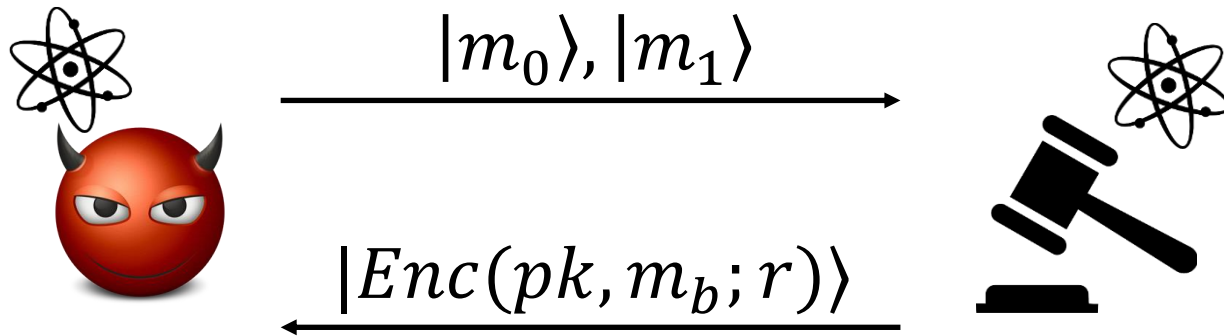 |m₀⟩, |m₁⟩
|Enc(pk, m_b; r)⟩